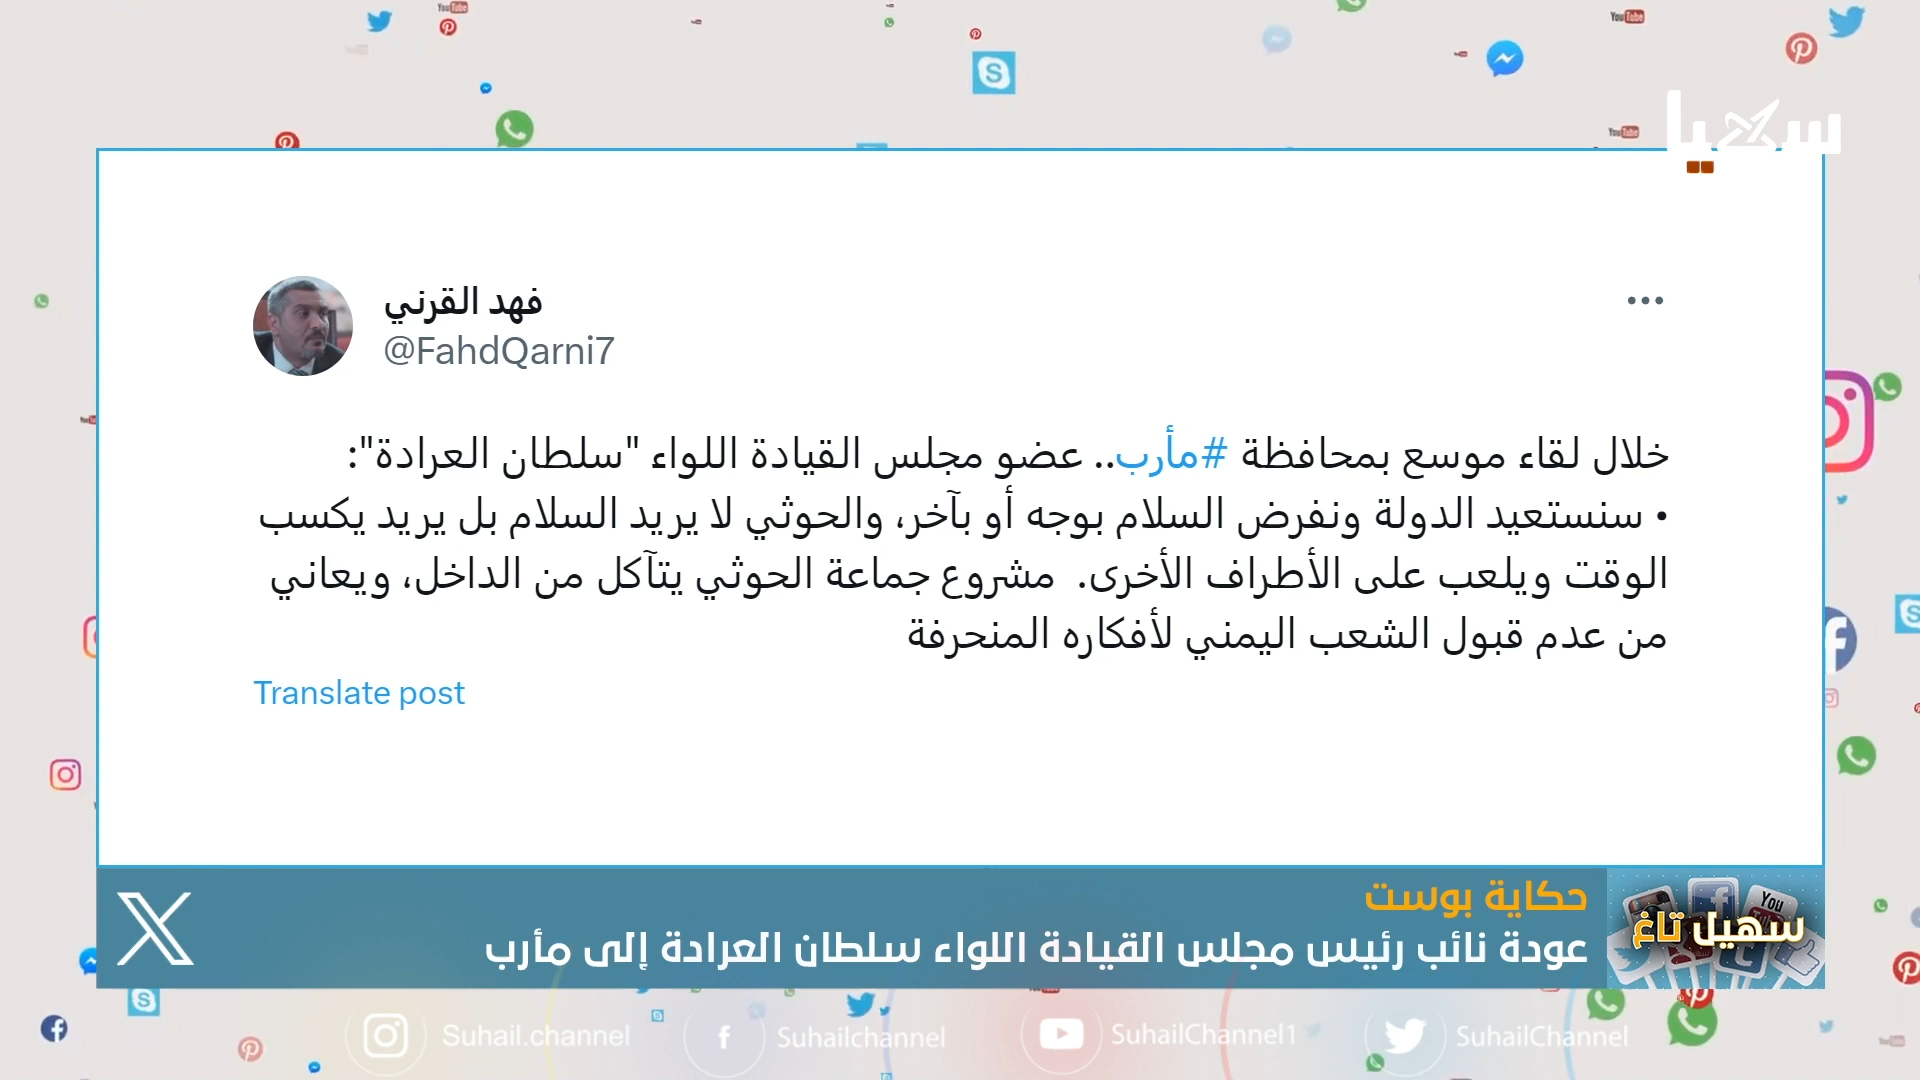 سهيل
فهد القرني
@FahdQarni7
خلال لقاء موسع بمحافظة #مأرب.. عضو مجلس القيادة اللواء "سلطان العرادة":
• سنستعيد الدولة ونفرض السلام بوجه أو بآخر، والحوثي لا يريد السلام بل يريد يكسب
الوقت ويلعب على الأطراف الأخرى. مشروع جماعة الحوثي يتآكل من الداخل، ويعاني
من عدم قبول الشعب اليمني لأفكاره المنحرفة
Translate post
حكاية بوست
عودة نائب رئيس مجلس القيادة اللواء سلطان العرادة إلى مأرب
سهيل تاغ
Suhail.channel
Suhailchannel
SuhailChannel1
SuhailChannel